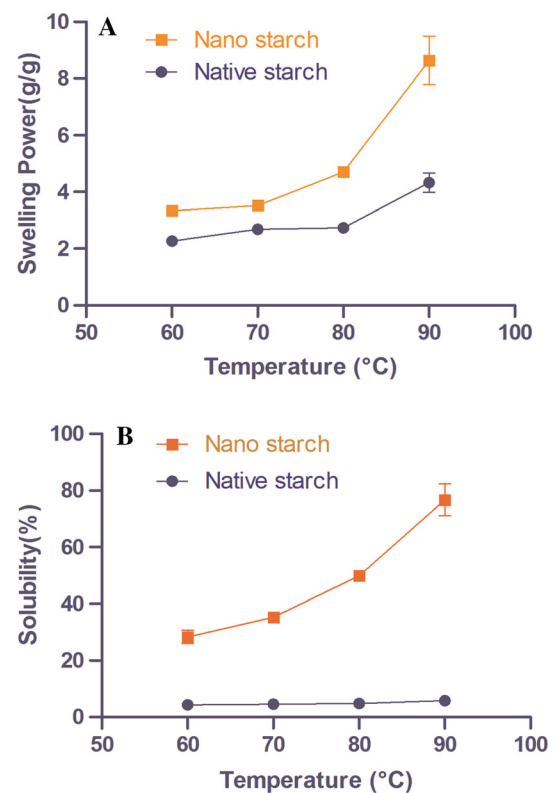 A
Nano starch
Native starch
Swelling Power(g/g)
10
8
6
4
2
0
50 60 70 80 90 100
Temperature (°C)
B
Nano starch
Native starch
Solubility(%)
100
80
60
40
20
0
50 60 70 80 90 100
Temperature (°C)